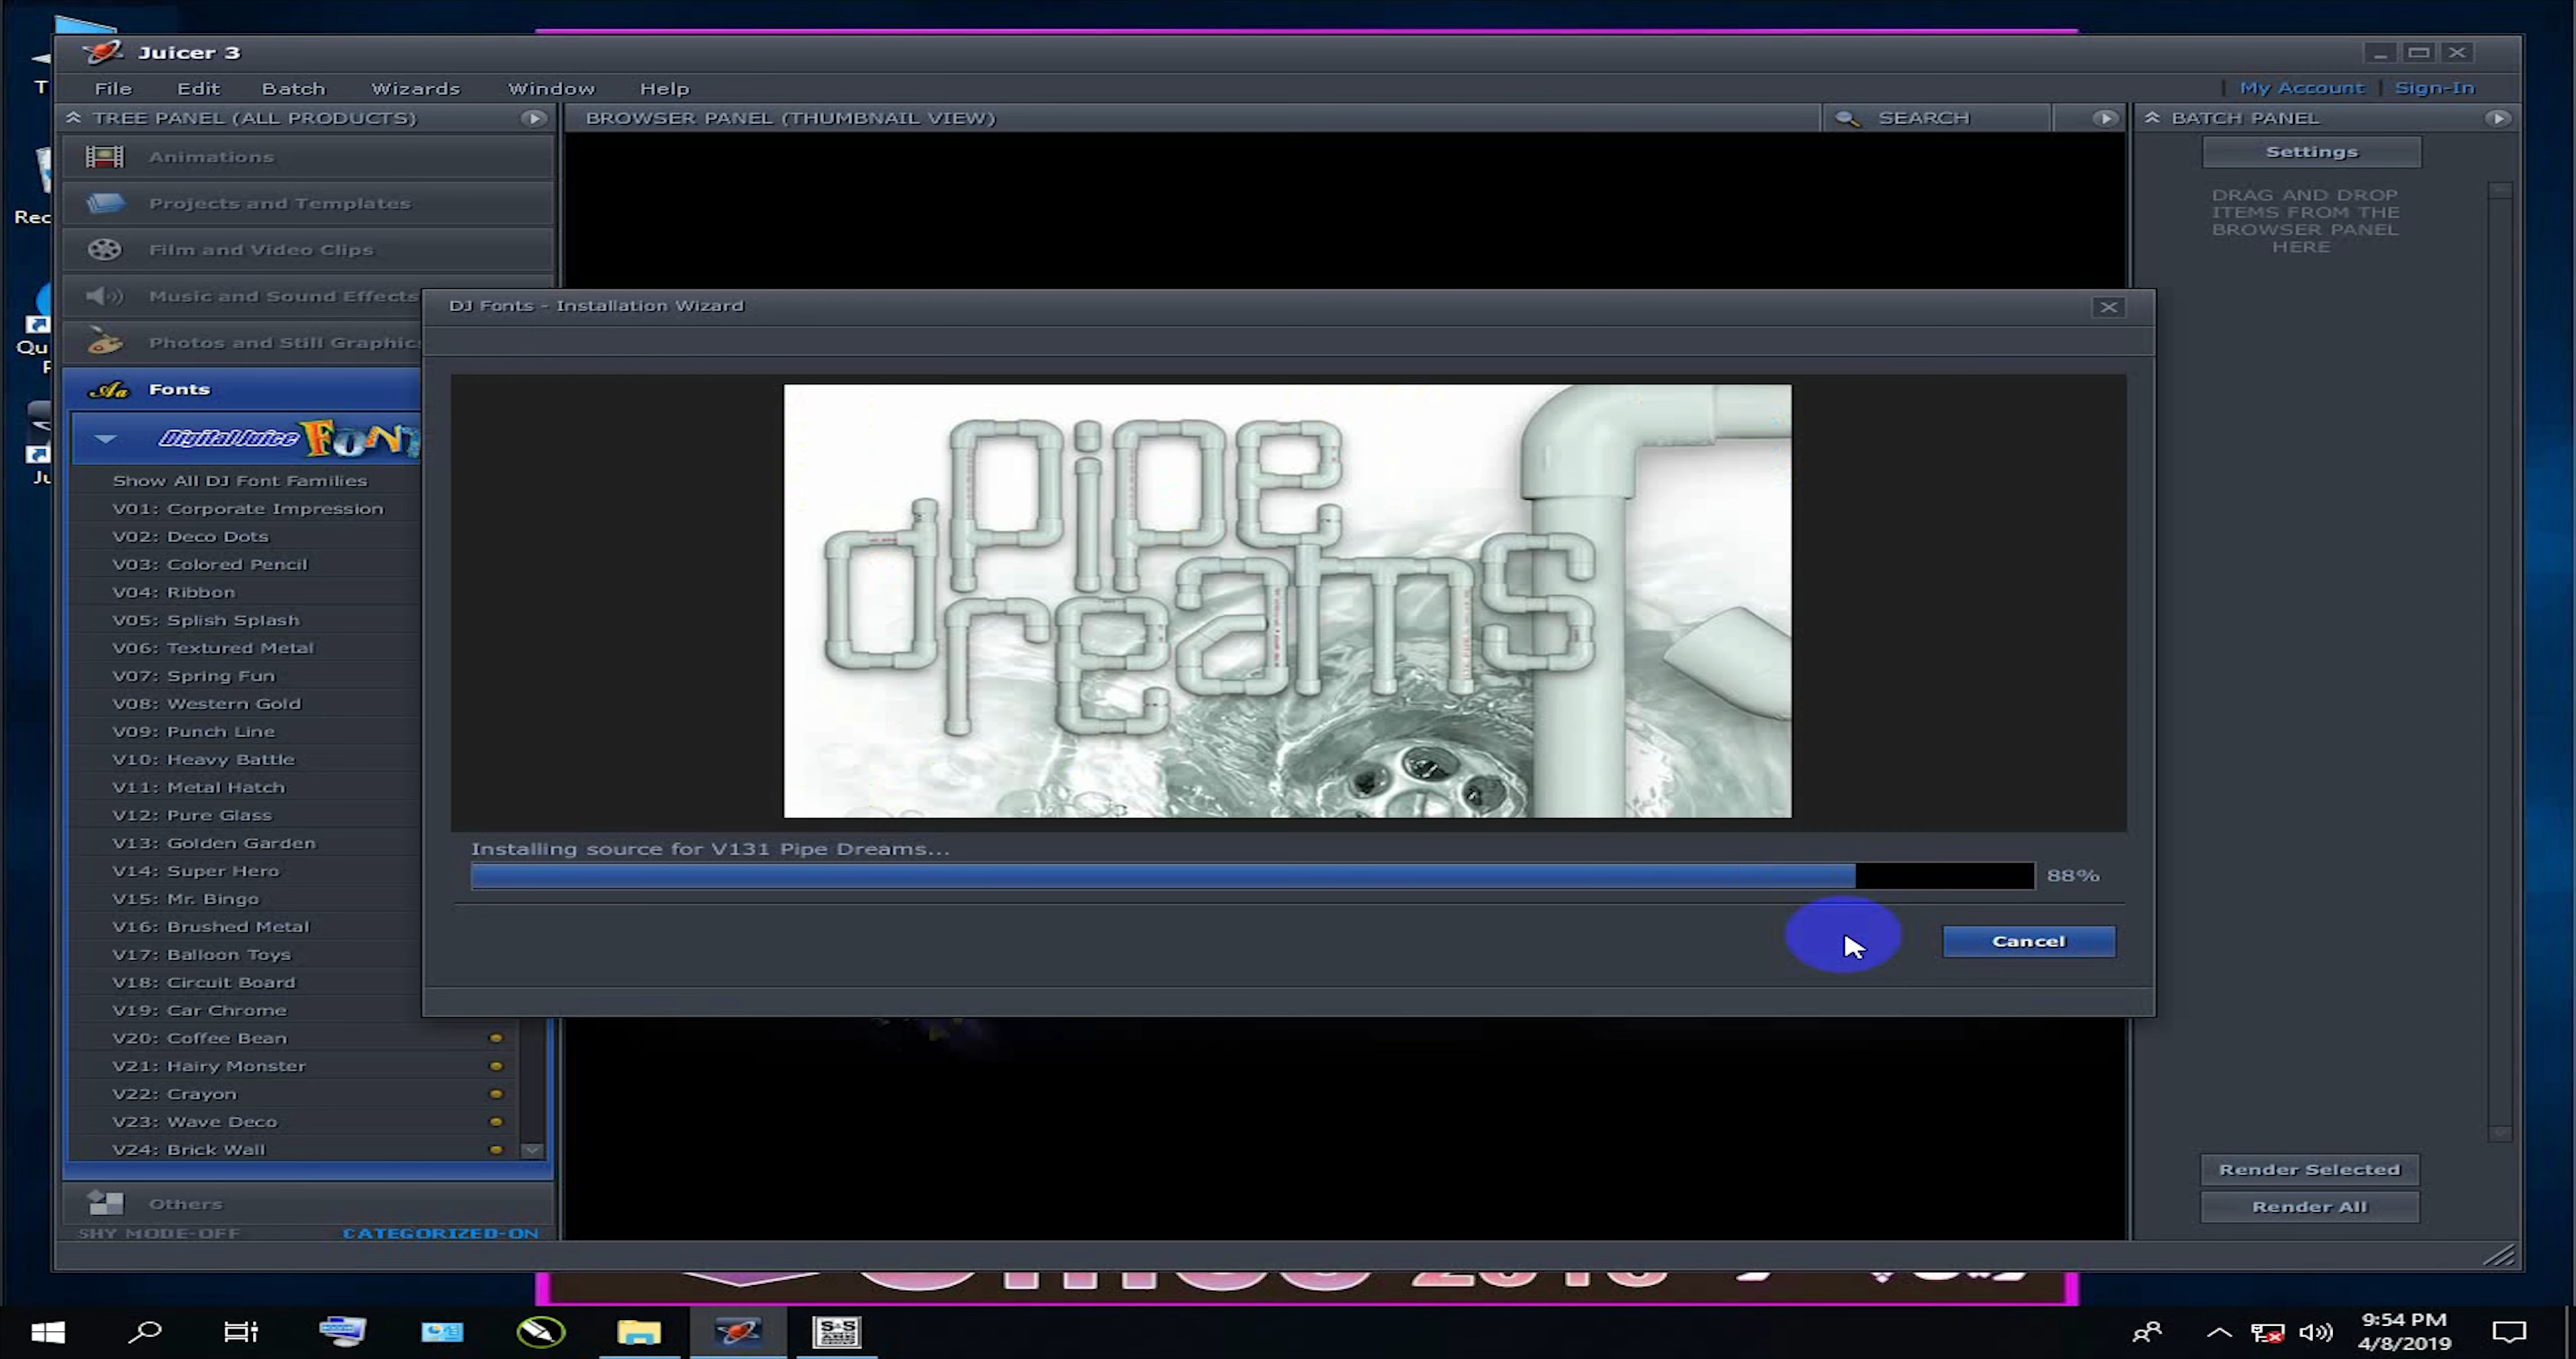 Juicer 3
File Edit Batch Wizards Window Help
My Account Sign-In
TREE PANEL (ALL PRODUCTS)
BROWSER PANEL (THUMBNAIL VIEW)
SEARCH
BATCH PANEL
Settings
DRAG AND DROP
ITEMS FROM THE
BROWSER PANEL
HERE
Animations
Projects and Templates
Film and Video Clips
Music and Sound Effects
Photos and Still Graphics
Fonts
DigitalJuice
Show All DJ Font Families
V01: Corporate Impression
V02: Deco Dots
V03: Colored Pencil
V04: Ribbon
V05: Splish Splash
V06: Textured Metal
V07: Spring Fun
V08: Western Gold
V09: Punch Line
V10: Heavy Battle
V11: Metal Hatch
V12: Pure Glass
V13: Golden Garden
V14: Super Hero
V15: Mr. Bingo
V16: Brushed Metal
V17: Balloon Toys
V18: Circuit Board
V19: Car Chrome
V20: Coffee Bean
V21: Hairy Monster
V22: Crayon
V23: Wave Deco
V24: Brick Wall
Others
SHY MODE-OFF
CATEGORIZED-ON
DJ Fonts - Installation Wizard
pipe
dreams
Installing source for V131 Pipe Dreams...
88%
Cancel
Render Selected
Render All
Rec
Qu
S&S
9:54 PM
4/8/2019